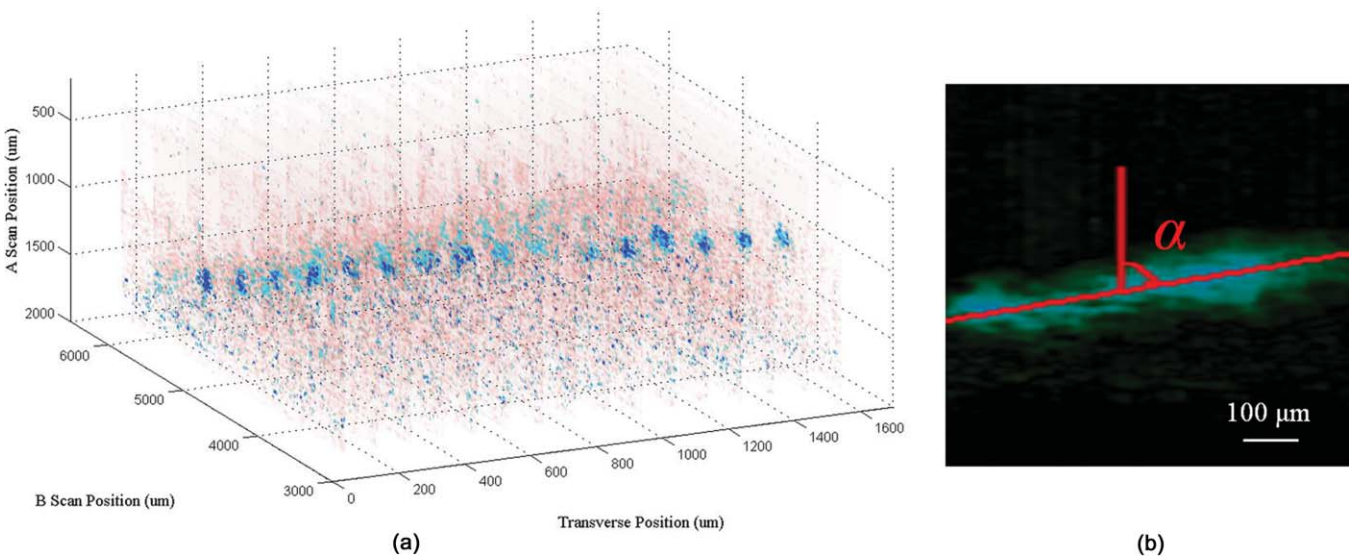 500
1000
1500
2000
A Scan Position (um)
6000
5000
4000
3000
B Scan Position (um)
0
200
400
600
800
1000
1200
1400
1600
Transverse Position (um)
(a)
α
100 μm
(b)